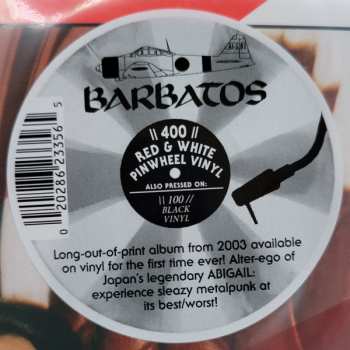 BARBATOS
\\ 400 //
RED & WHITE
PINWHEEL VINYL
ALSO PRESSED ON:
\\ 100 //
BLACK
VINYL
Long-out-of-print album from 2003 available
on vinyl for the first time ever! Alter-ego of
Japan's legendary ABIGAIL:
experience sleazy metalpunk at
its best/worst!
0 20286 23356 5